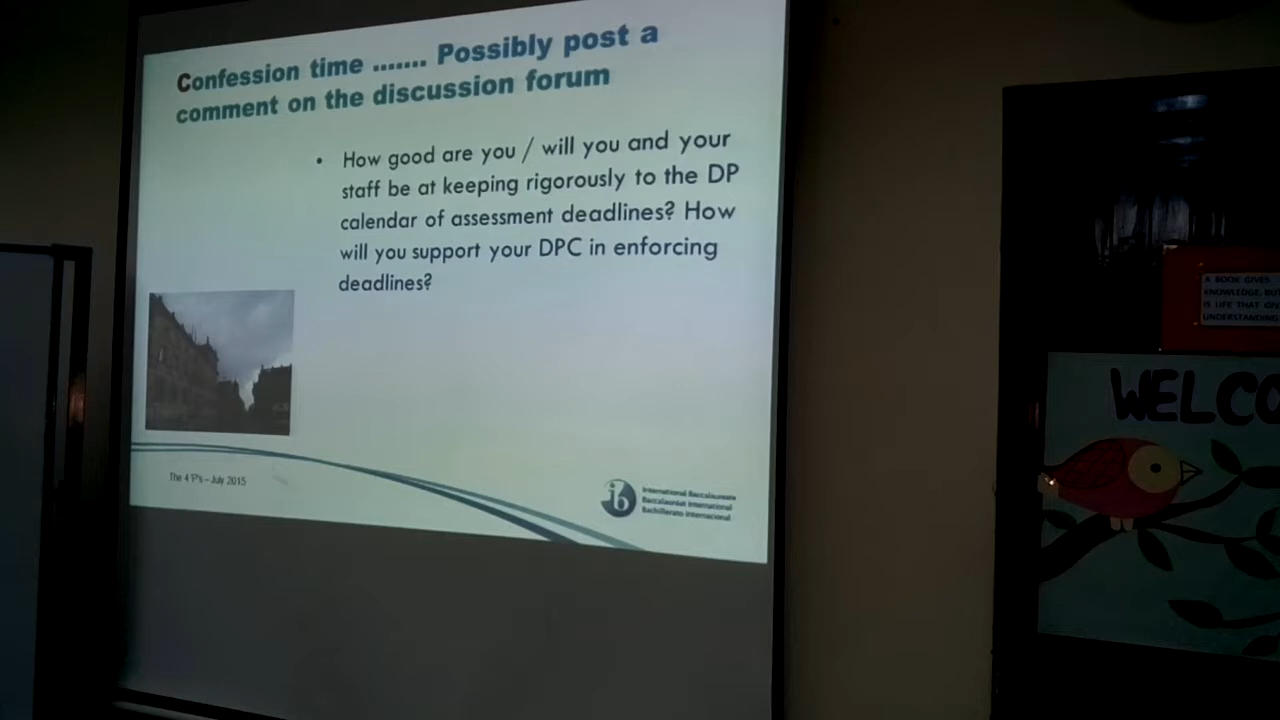 Confession time ....... Possibly post a
comment on the discussion forum
• How good are you / will you and your
staff be at keeping rigorously to the DP
calendar of assessment deadlines? How
will you support your DPC in enforcing
deadlines?
The 4 'P's – July 2015
International Baccalaureate
Baccalauréat International
Bachillerato Internacional
A BOOK GIVES
KNOWLEDGE, BUT
IS LIFE THAT
UNDERSTANDING
WELCO